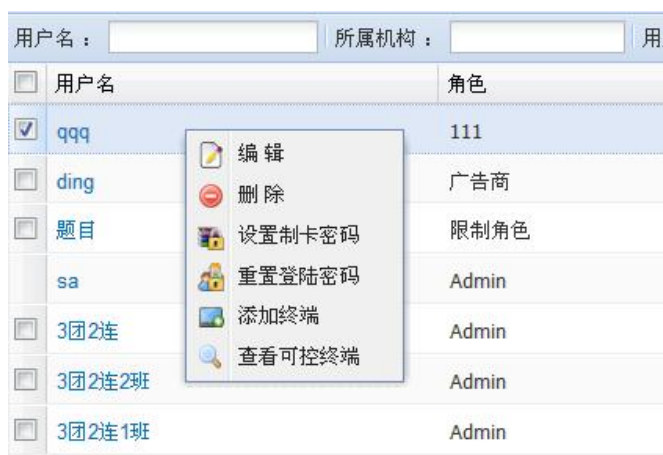 用户名： 所属机构： 用
用户名 角色
qqq 111
编 辑
ding 广告商
删 除
题目 限制角色
设置制卡密码
sa Admin
重置登陆密码
添加终端
3团2连 Admin
查看可控终端
3团2连2班 Admin
3团2连1班 Admin